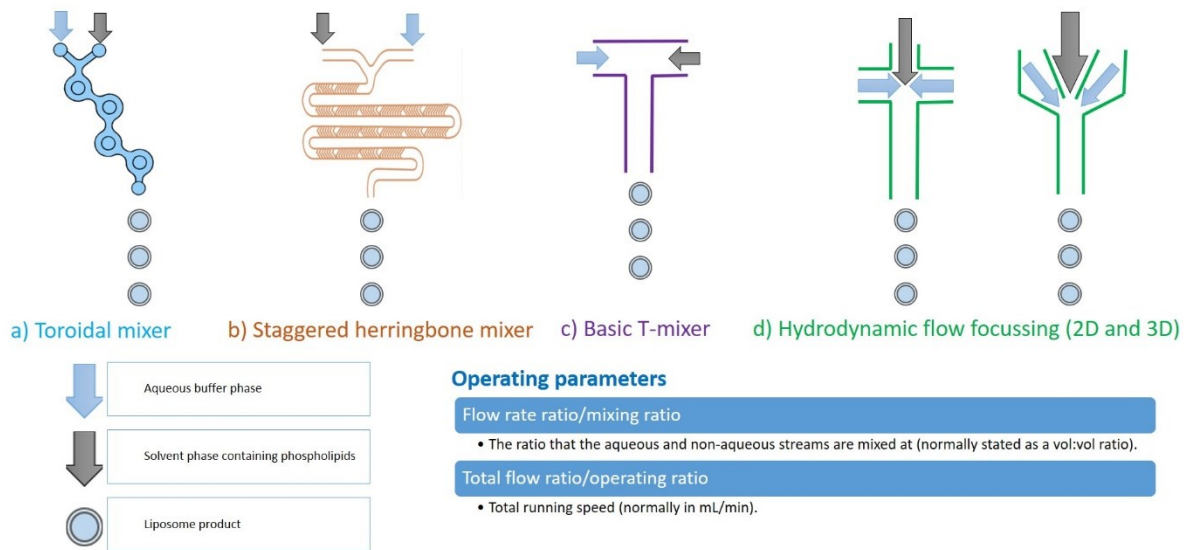 a) Toroidal mixer
b) Staggered herringbone mixer
c) Basic T-mixer
d) Hydrodynamic flow focussing (2D and 3D)
Aqueous buffer phase
Solvent phase containing phospholipids
Liposome product
Operating parameters
Flow rate ratio/mixing ratio
• The ratio that the aqueous and non-aqueous streams are mixed at (normally stated as a vol:vol ratio).
Total flow ratio/operating ratio
• Total running speed (normally in mL/min).